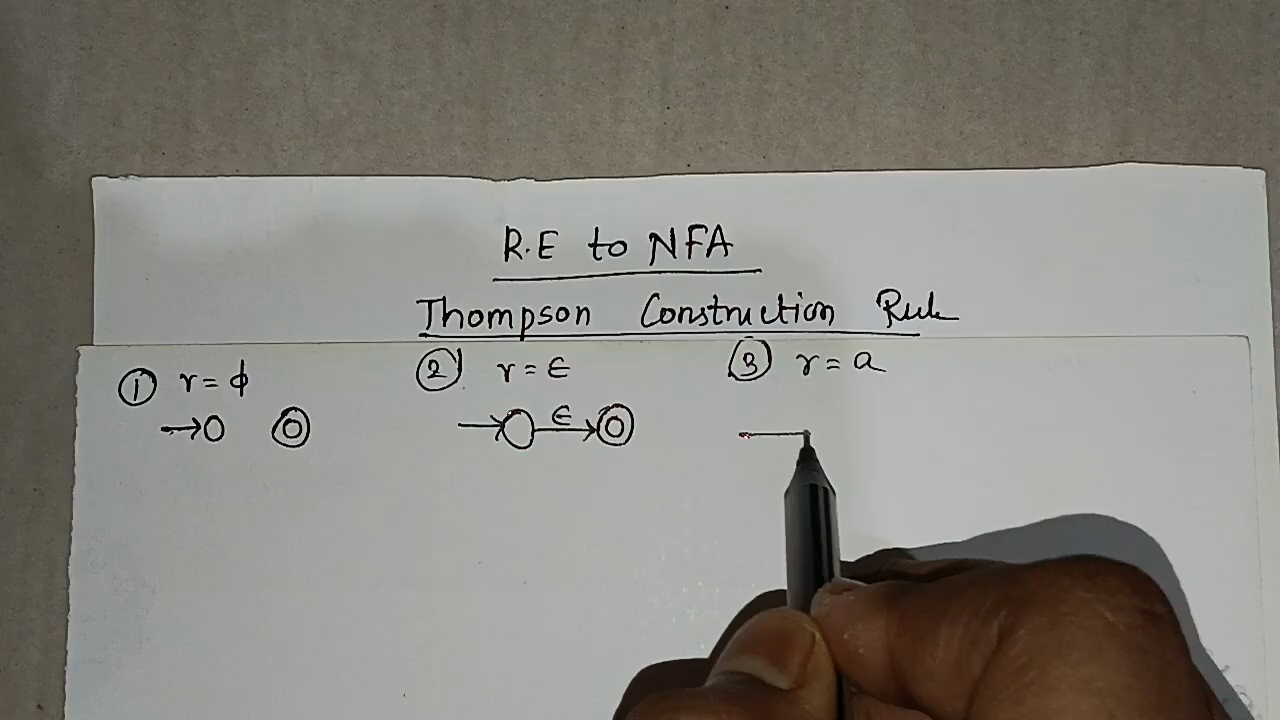 R.E to NFA
Thompson Construction Rule
① r = ϕ
② r = ∈
③ r = a
∈